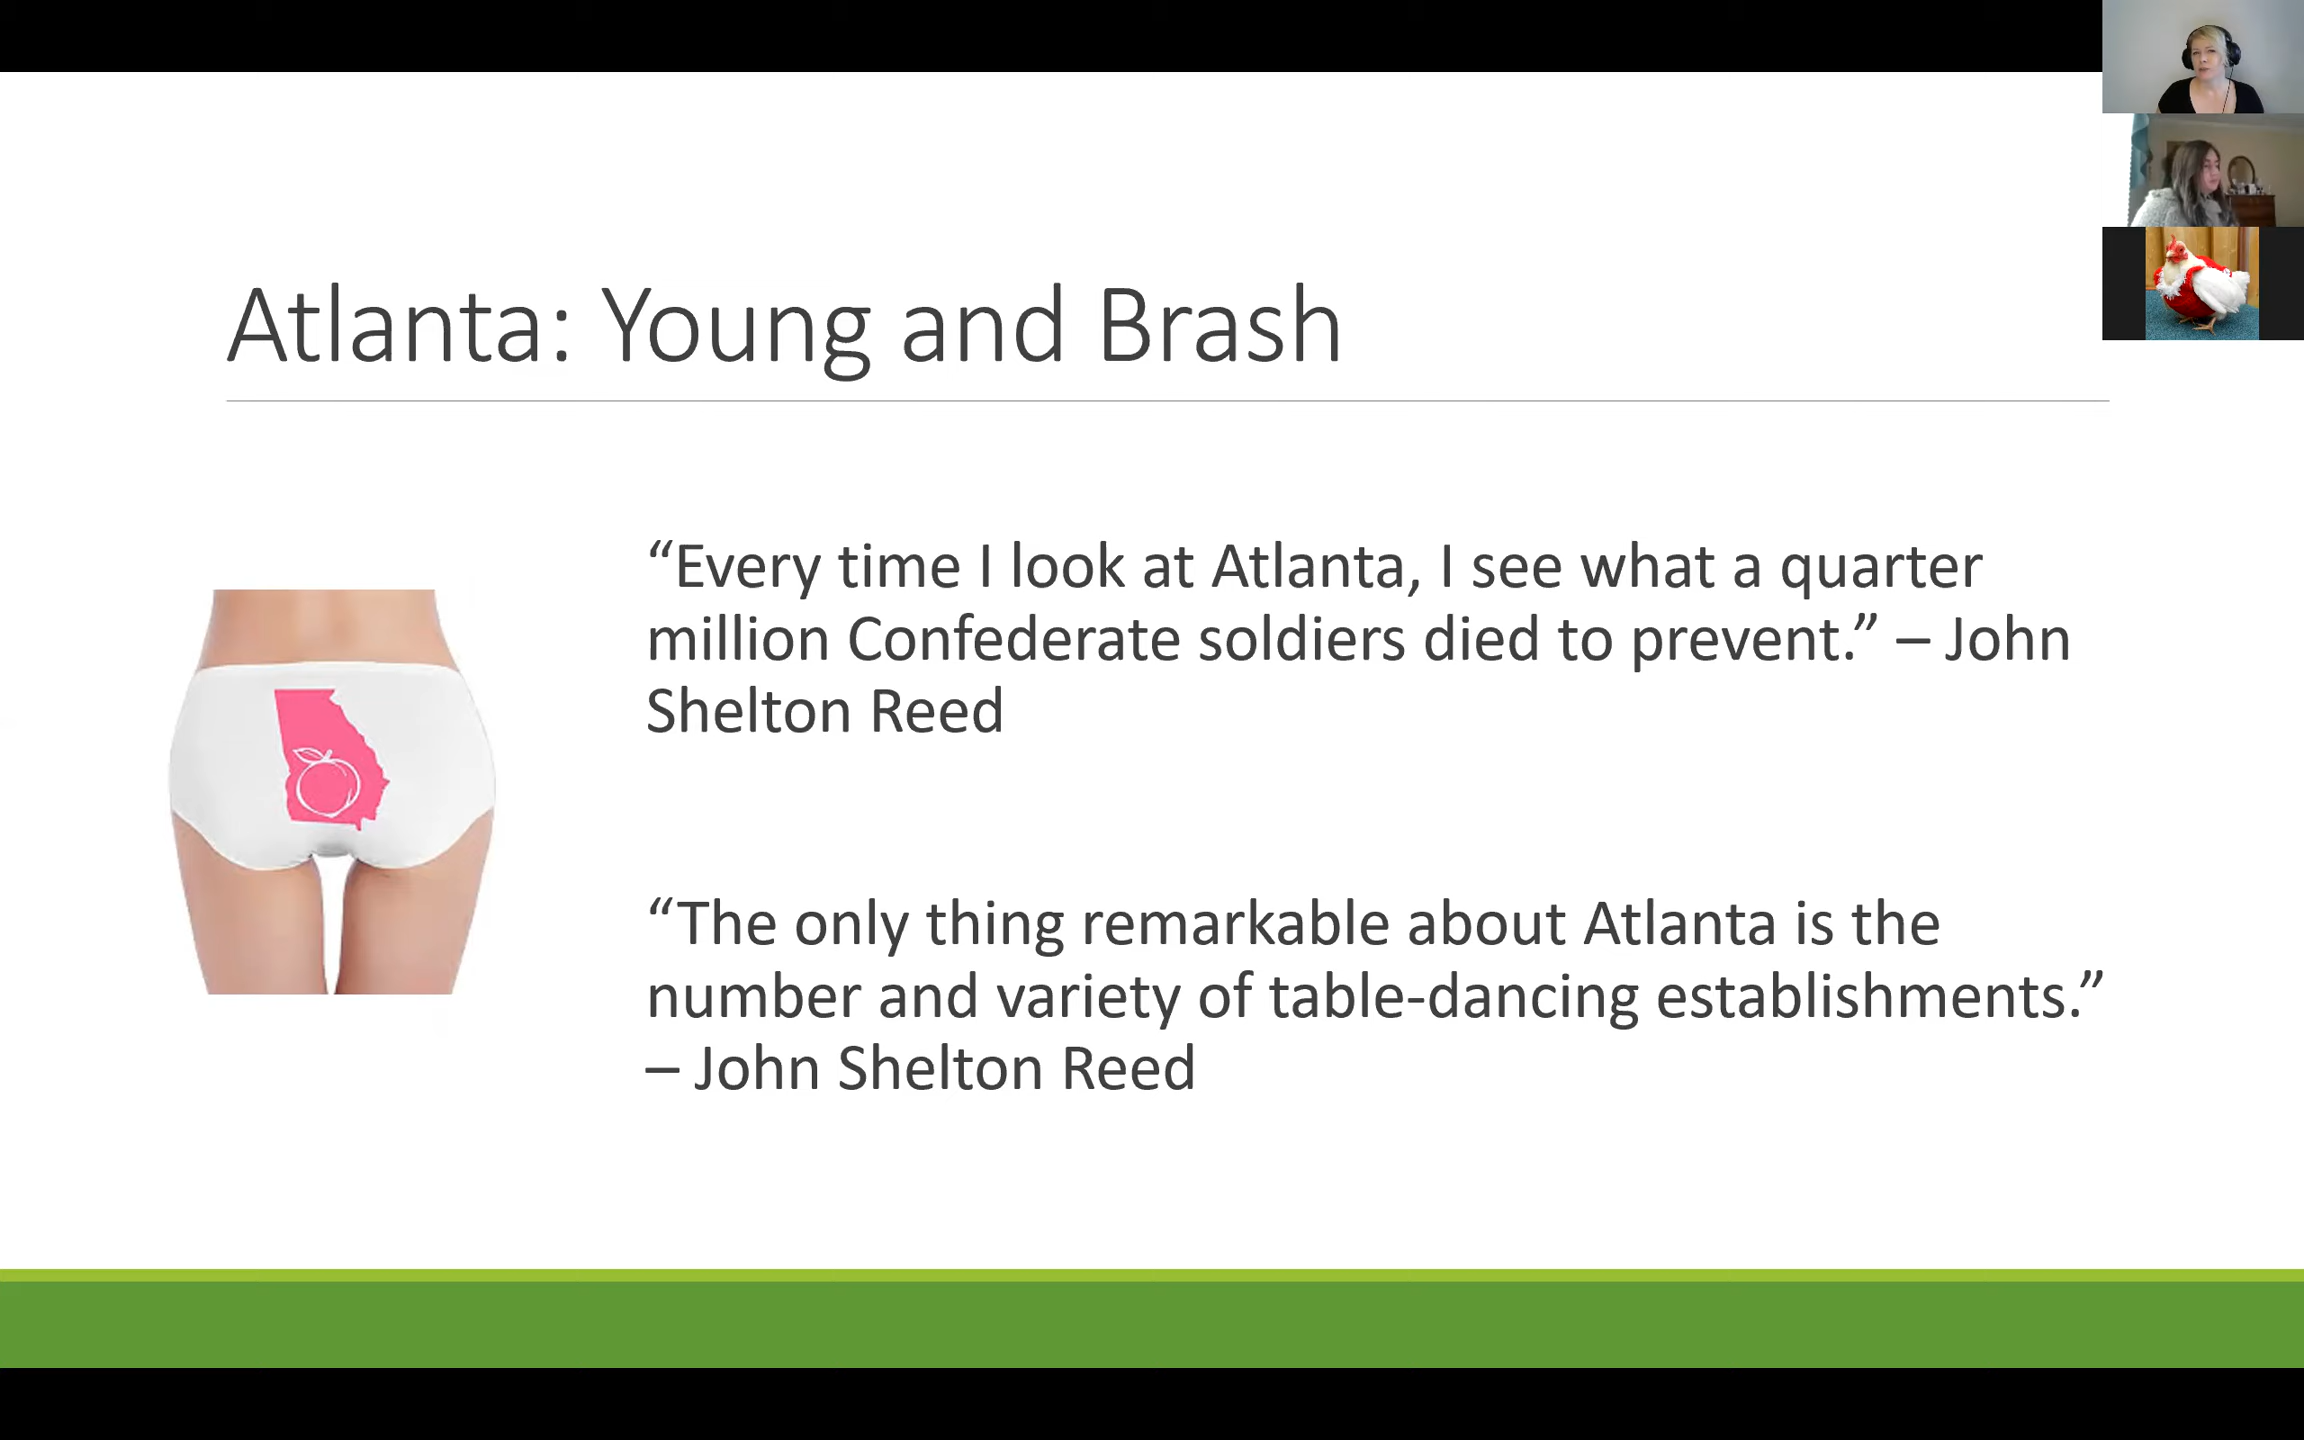 Atlanta: Young and Brash
“Every time I look at Atlanta, I see what a quarter
million Confederate soldiers died to prevent.” – John
Shelton Reed
“The only thing remarkable about Atlanta is the
number and variety of table-dancing establishments.”
– John Shelton Reed